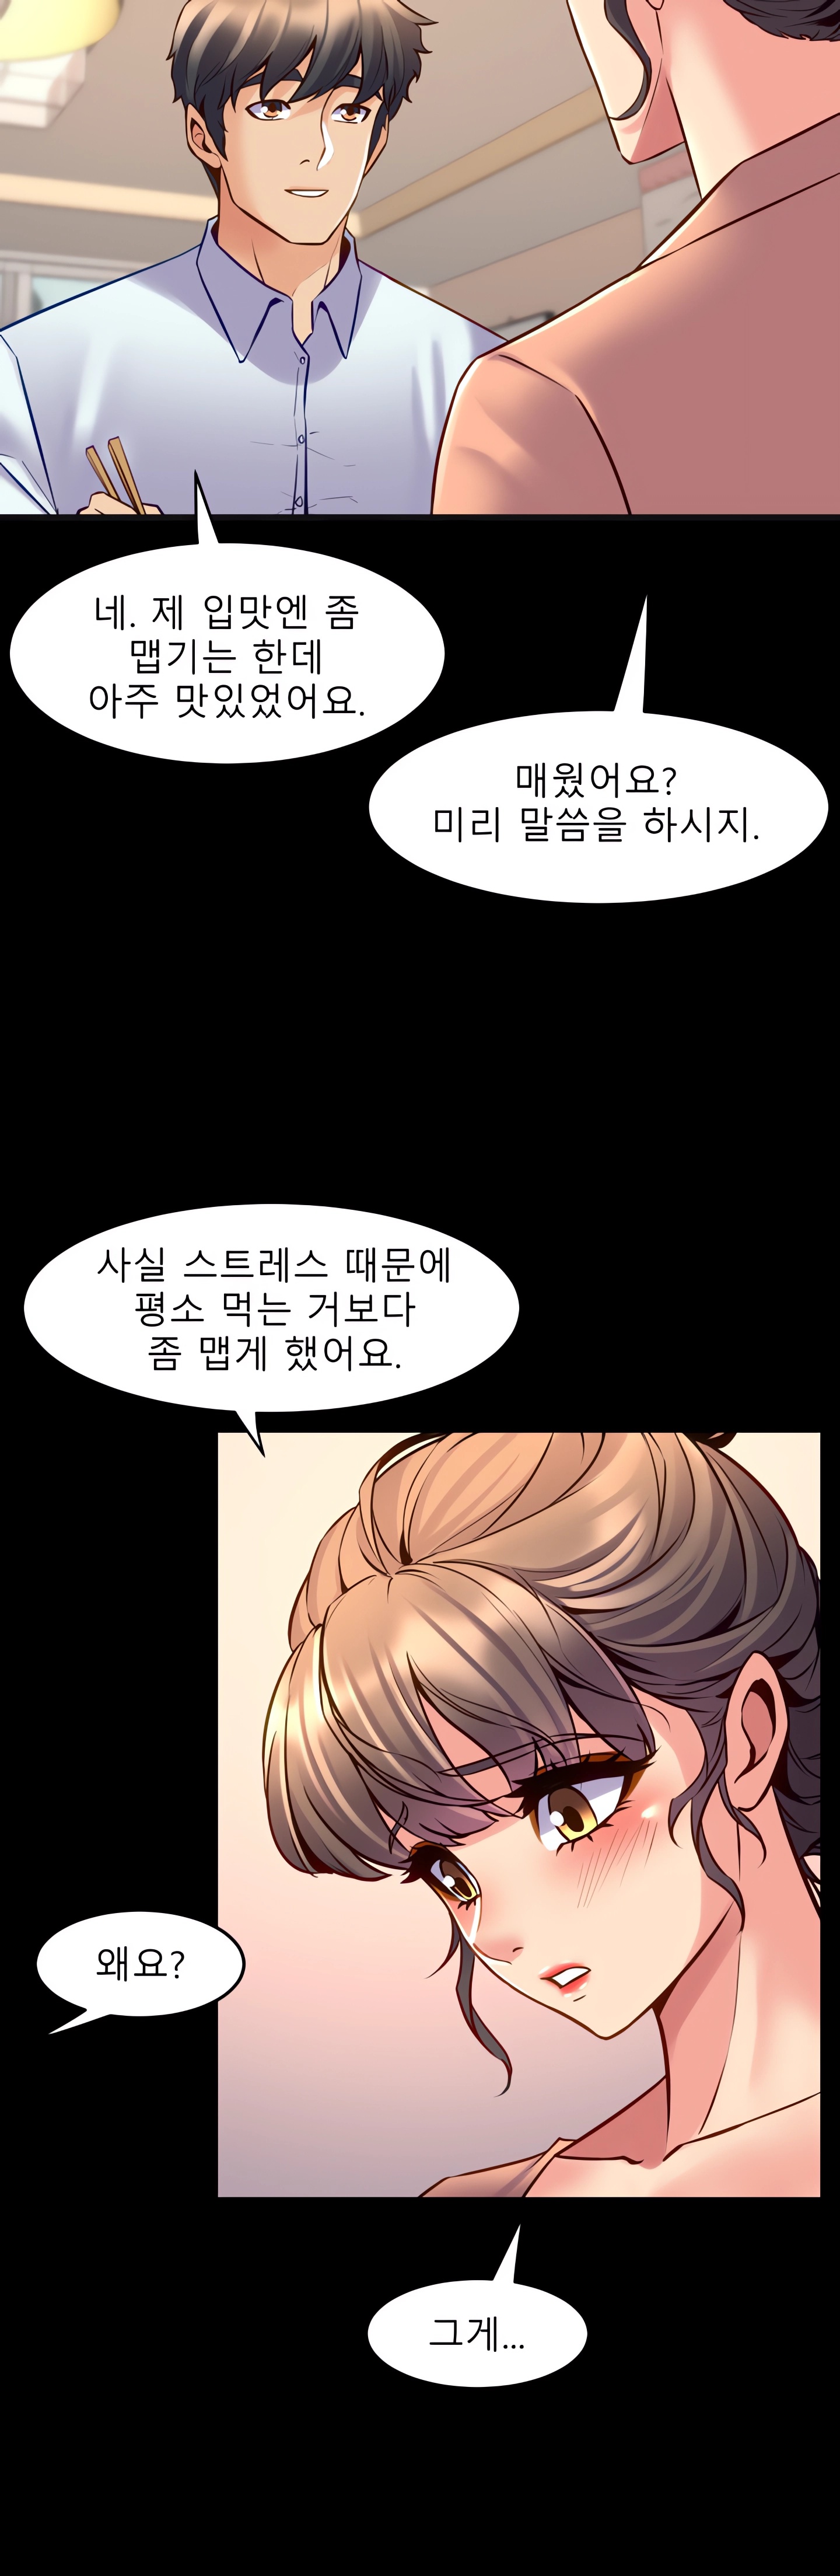 네. 제 입맛엔 좀
맵기는 한데
아주 맛있었어요.
매웠어요?
미리 말씀을 하시지.
사실 스트레스 때문에
평소 먹는 거보다
좀 맵게 했어요.
왜요?
그게...